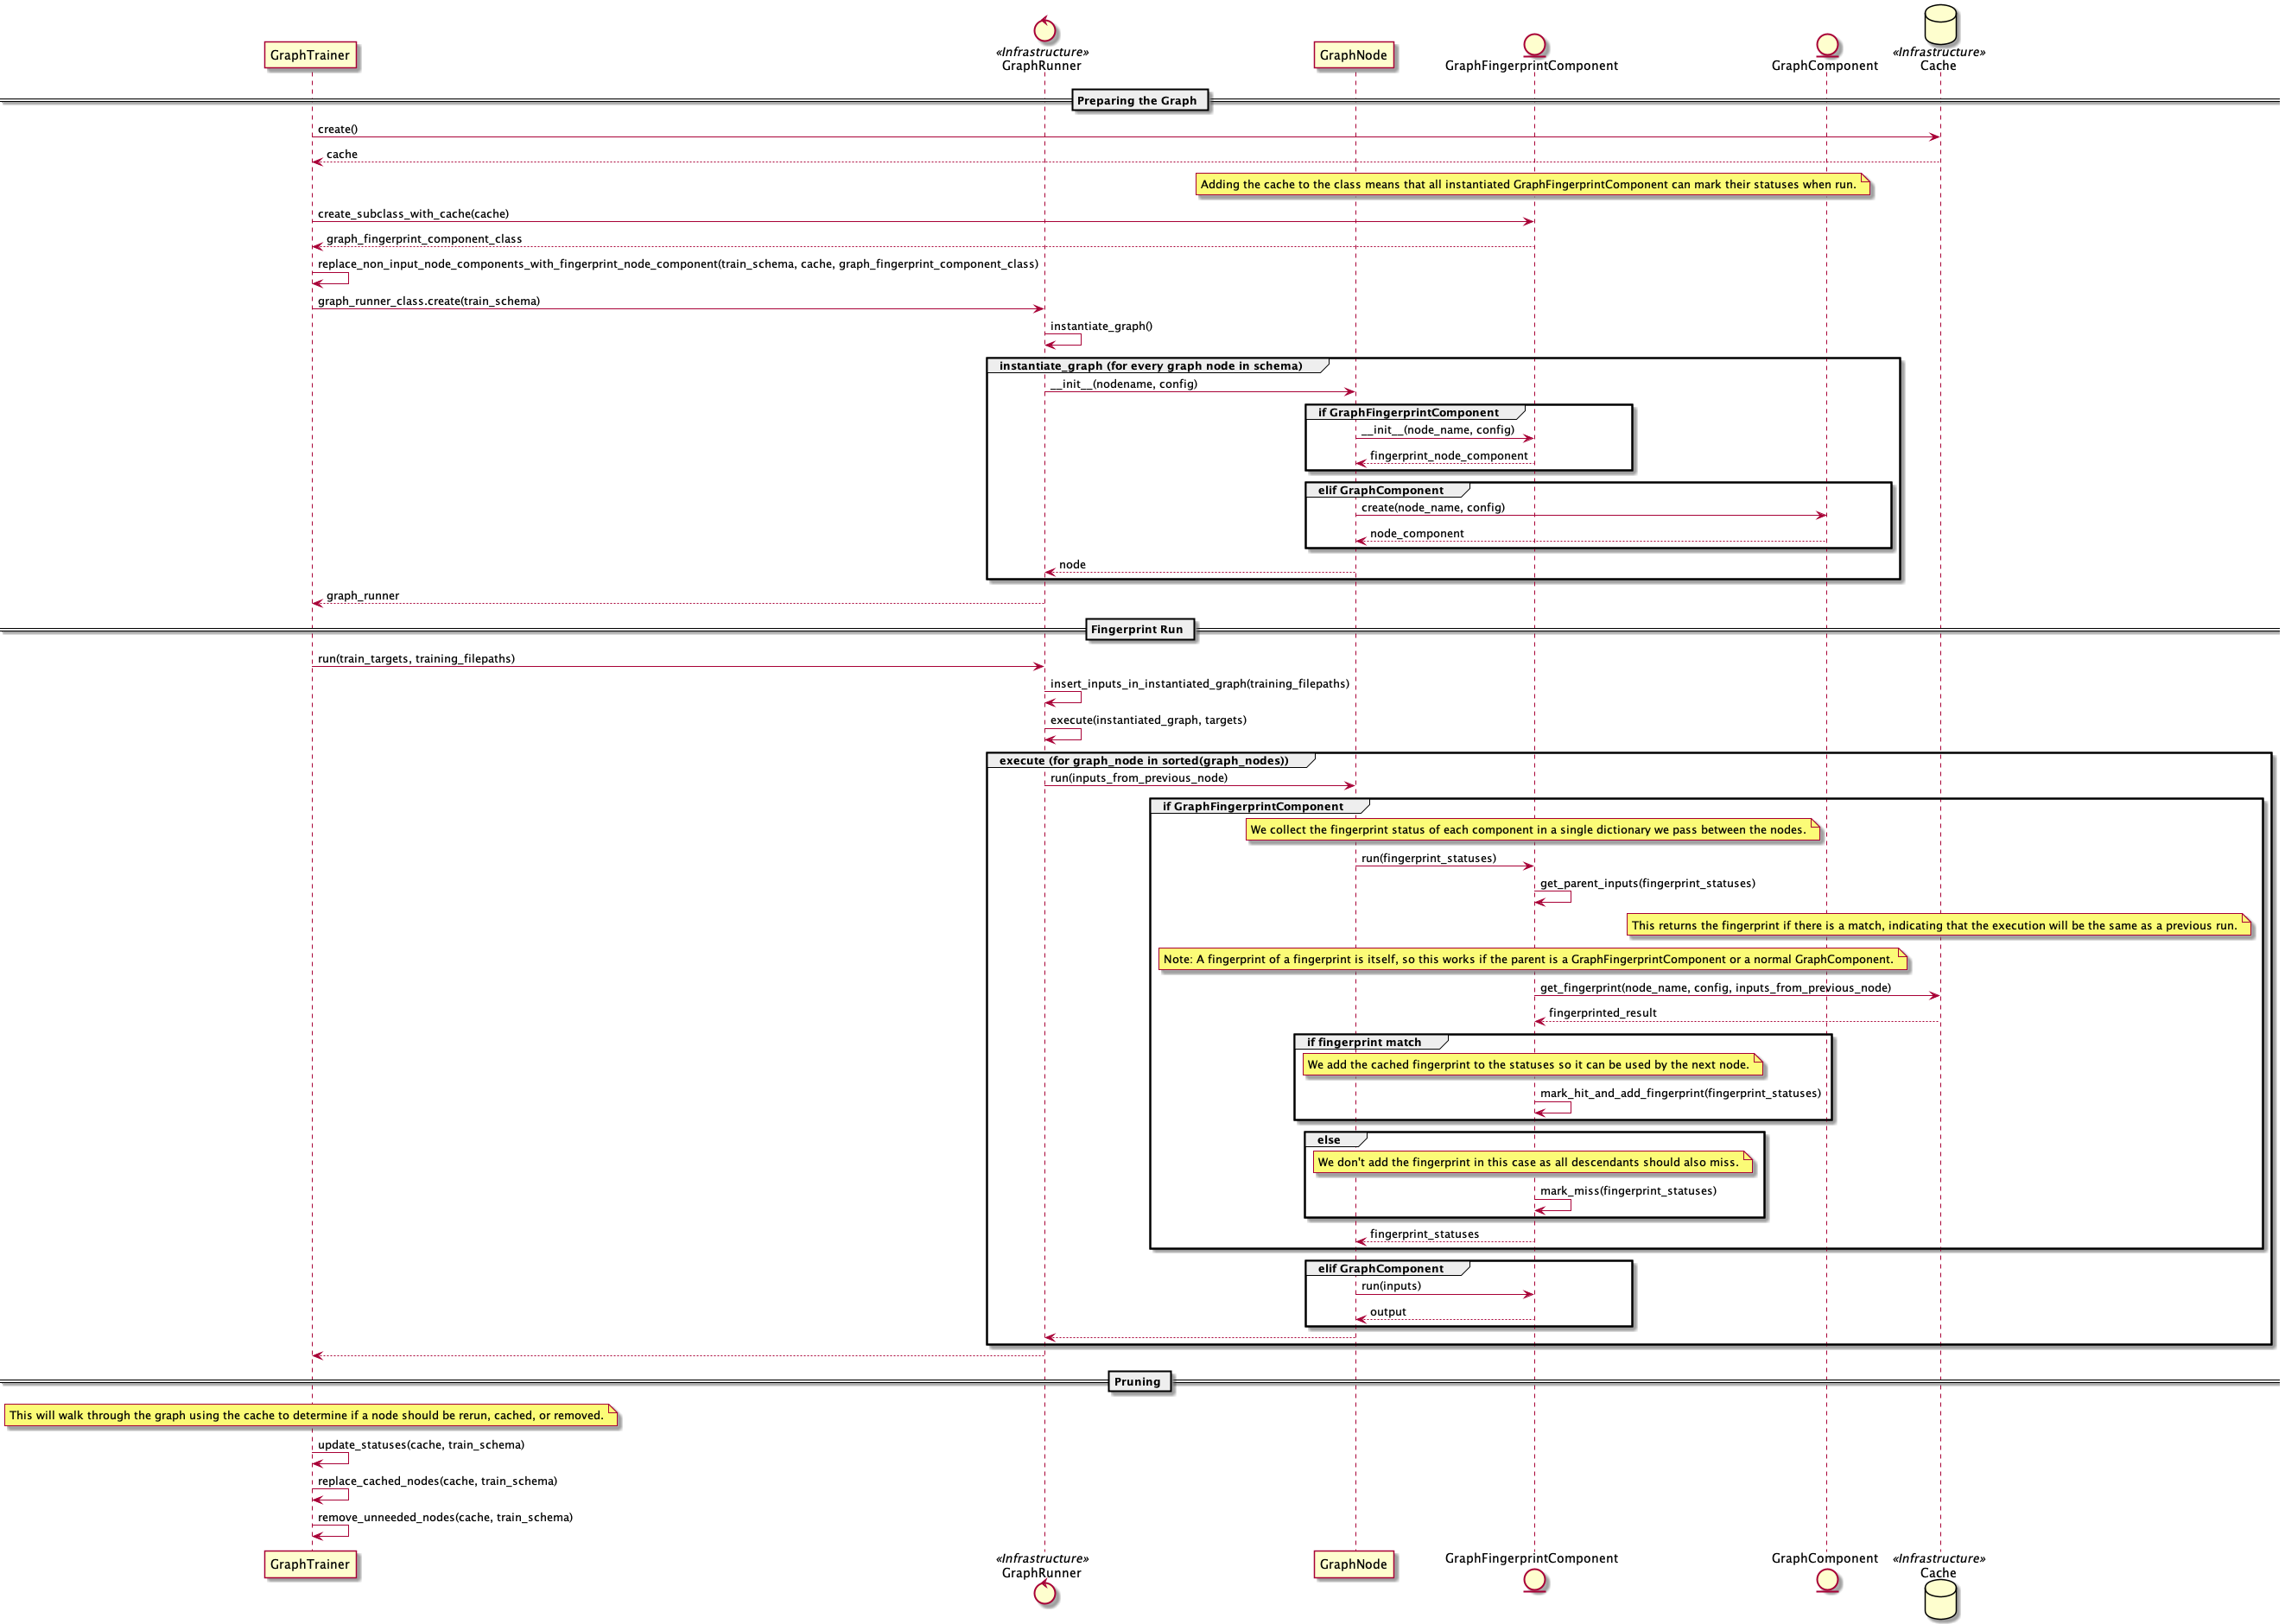 GraphTrainer
«Infrastructure»
GraphRunner
GraphNode
GraphFingerprintComponent
GraphComponent
«Infrastructure»
Cache
Preparing the Graph
create()
cache
Adding the cache to the class means that all instantiated GraphFingerprintComponent can mark their statuses when run.
create_subclass_with_cache(cache)
graph_fingerprint_component_class
replace_non_input_node_components_with_fingerprint_node_component(train_schema, cache, graph_fingerprint_component_class)
graph_runner_class.create(train_schema)
instantiate_graph()
instantiate_graph (for every graph node in schema)
__init__(nodename, config)
if GraphFingerprintComponent
__init__(node_name, config)
fingerprint_node_component
elif GraphComponent
create(node_name, config)
node_component
node
graph_runner
Fingerprint Run
run(train_targets, training_filepaths)
insert_inputs_in_instantiated_graph(training_filepaths)
execute(instantiated_graph, targets)
execute (for graph_node in sorted(graph_nodes))
run(inputs_from_previous_node)
if GraphFingerprintComponent
We collect the fingerprint status of each component in a single dictionary we pass between the nodes.
run(fingerprint_statuses)
get_parent_inputs(fingerprint_statuses)
This returns the fingerprint if there is a match, indicating that the execution will be the same as a previous run.
Note: A fingerprint of a fingerprint is itself, so this works if the parent is a GraphFingerprintComponent or a normal GraphComponent.
get_fingerprint(node_name, config, inputs_from_previous_node)
fingerprinted_result
if fingerprint match
We add the cached fingerprint to the statuses so it can be used by the next node.
mark_hit_and_add_fingerprint(fingerprint_statuses)
else
We don't add the fingerprint in this case as all descendants should also miss.
mark_miss(fingerprint_statuses)
fingerprint_statuses
elif GraphComponent
run(inputs)
output
Pruning
This will walk through the graph using the cache to determine if a node should be rerun, cached, or removed.
update_statuses(cache, train_schema)
replace_cached_nodes(cache, train_schema)
remove_unneeded_nodes(cache, train_schema)
GraphTrainer
«Infrastructure»
GraphRunner
GraphNode
GraphFingerprintComponent
GraphComponent
«Infrastructure»
Cache